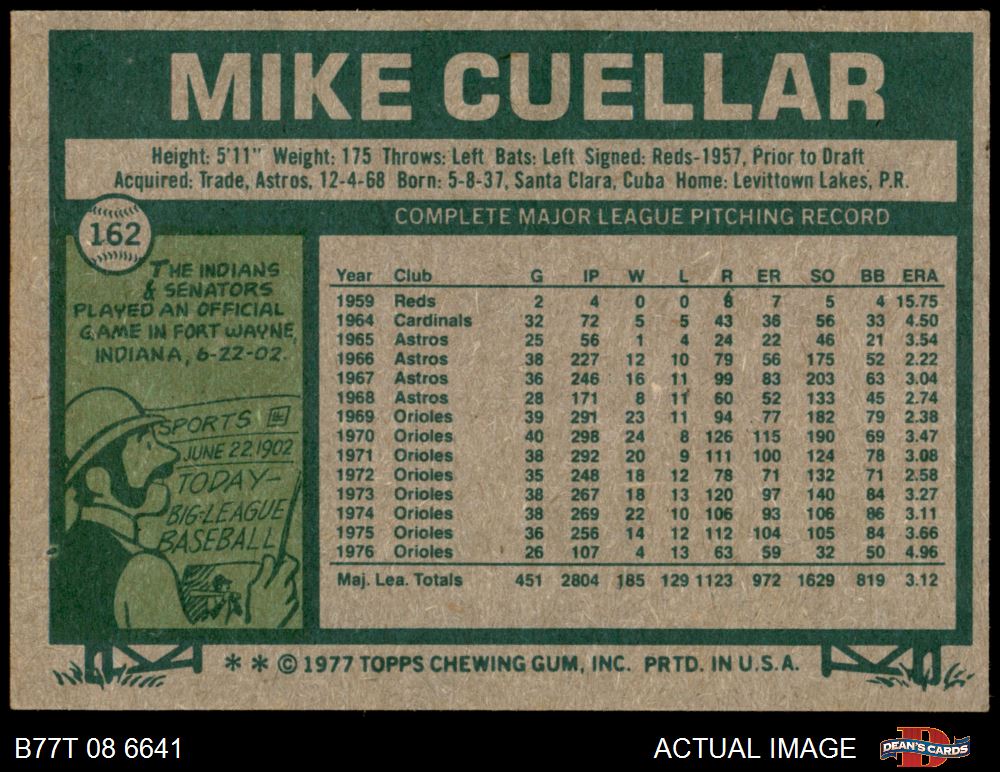 MIKE CUELLAR
Height: 5'11" Weight: 175 Throws: Left Bats: Left Signed: Reds-1957, Prior to Draft
Acquired: Trade, Astros, 12-4-68 Born: 5-8-37, Santa Clara, Cuba Home: Levittown Lakes, P.R.
162
COMPLETE MAJOR LEAGUE PITCHING RECORD
THE INDIANS
& SENATORS
PLAYED AN OFFICIAL
GAME IN FORT WAYNE,
INDIANA, 6-22-02.
SPORTS
JUNE 22, 1902
TODAY-
BIG-LEAGUE
BASEBALL
Year Club G IP W L R ER SO BB ERA
1959 Reds 2 4 0 0 8 7 5 4 15.75
1964 Cardinals 32 72 5 5 43 36 56 33 4.50
1965 Astros 25 56 1 4 24 22 46 21 3.54
1966 Astros 38 227 12 10 79 56 175 52 2.22
1967 Astros 36 246 16 11 99 83 203 63 3.04
1968 Astros 28 171 8 11 60 52 133 45 2.74
1969 Orioles 39 291 23 11 94 77 182 79 2.38
1970 Orioles 40 298 24 8 126 115 190 69 3.47
1971 Orioles 38 292 20 9 111 100 124 78 3.08
1972 Orioles 35 248 18 12 78 71 132 71 2.58
1973 Orioles 38 267 18 13 120 97 140 84 3.27
1974 Orioles 38 269 22 10 106 93 106 86 3.11
1975 Orioles 36 256 14 12 112 104 105 84 3.66
1976 Orioles 26 107 4 13 63 59 32 50 4.96
Maj. Lea. Totals 451 2804 185 129 1123 972 1629 819 3.12
* * © 1977 TOPPS CHEWING GUM, INC. PRTD. IN U.S.A.
B77T 08 6641
ACTUAL IMAGE
DEAN'S CARDS